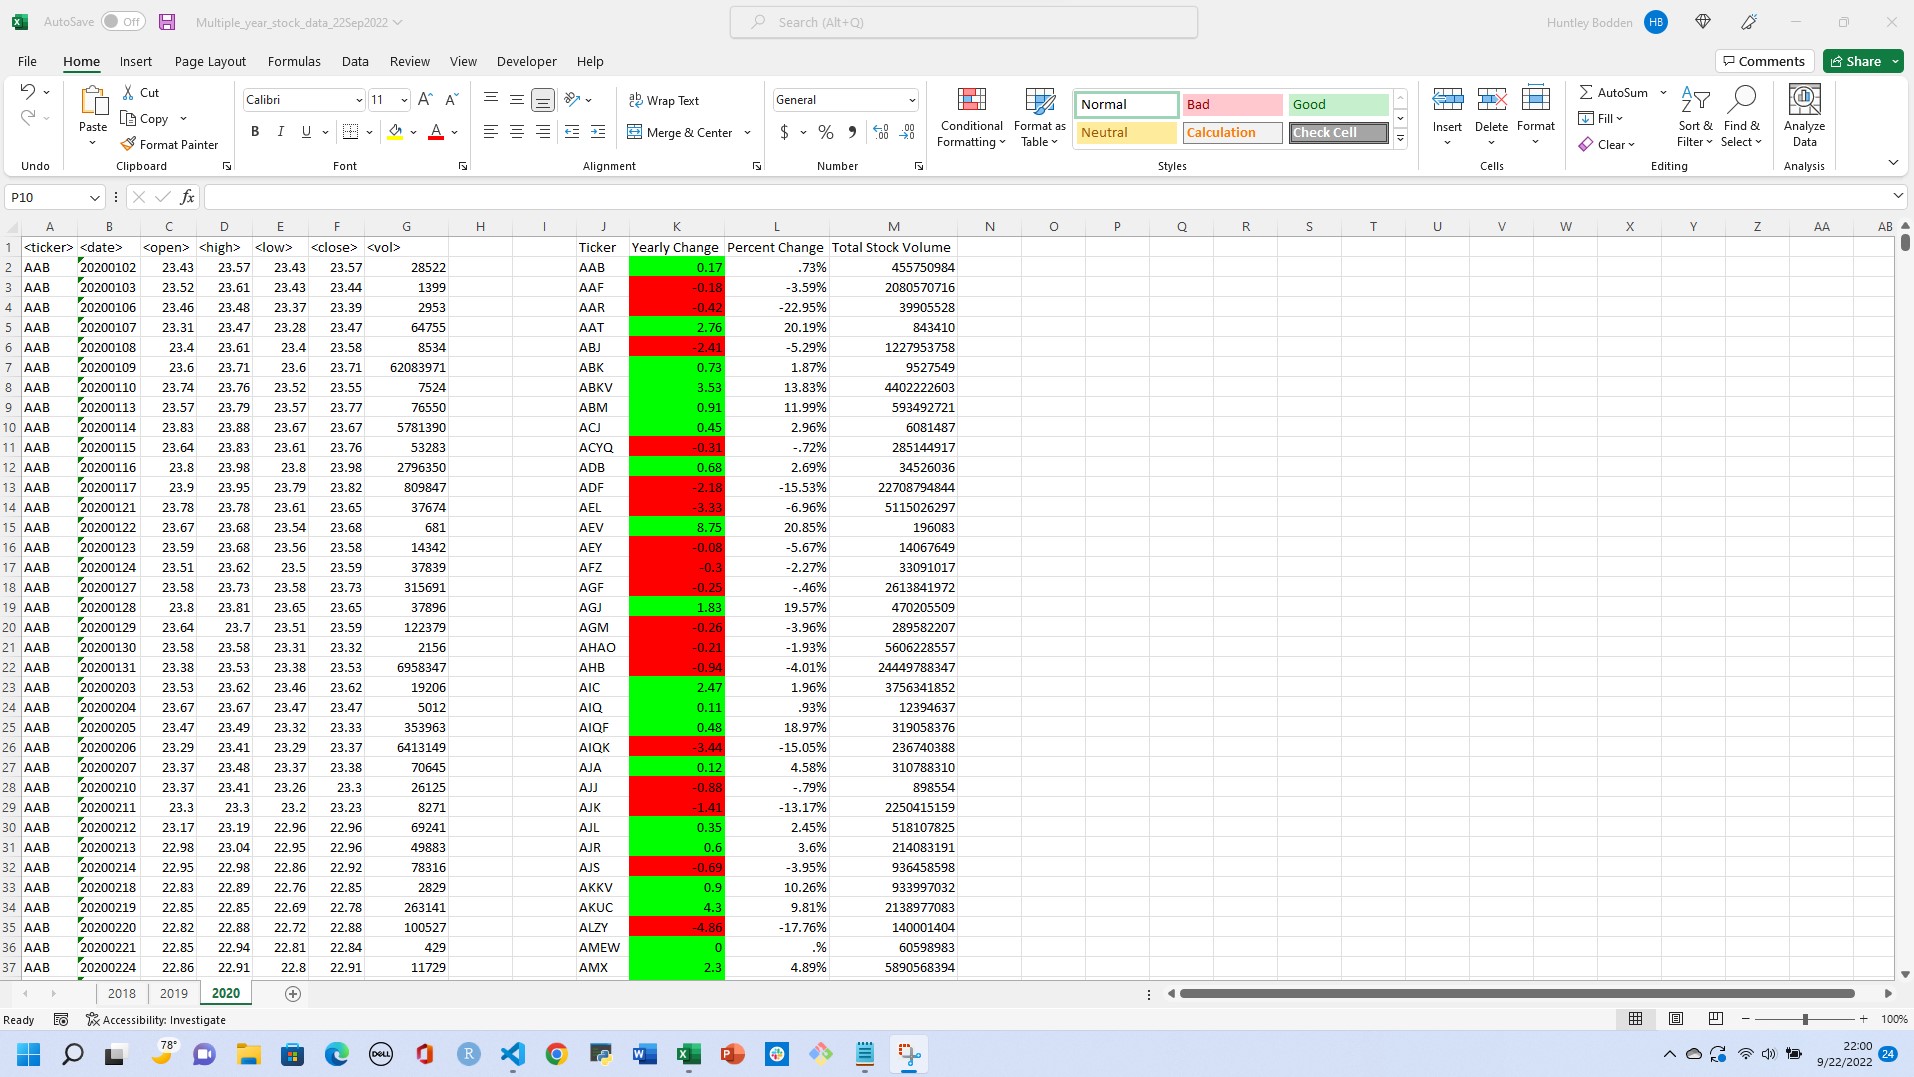 AutoSave Off Multiple_year_stock_data_22Sep2022 Search (Alt+Q) Huntley Bodden HB
File Home Insert Page Layout Formulas Data Review View Developer Help Comments Share
Cut Calibri 11 Wrap Text General Normal Bad Good AutoSum
Paste Copy Conditional Formatting Format as Table Neutral Calculation Check Cell Insert Delete Format Fill Sort & Filter Find & Select Analyze Data
Format Painter B I U Merge & Center $ % Clear
Undo Clipboard Font Alignment Number Styles Cells Editing Analysis
P10 fx
A B C D E F G H I J K L M N O P Q R S T U V W X Y Z AA AB
1 <ticker> <date> <open> <high> <low> <close> <vol> Ticker Yearly Change Percent Change Total Stock Volume
2 AAB 20200102 23.43 23.57 23.43 23.57 28522 AAB 0.17 .73% 455750984
3 AAB 20200103 23.52 23.61 23.43 23.44 1399 AAF -0.18 -3.59% 2080570716
4 AAB 20200106 23.46 23.48 23.37 23.39 2953 AAR -0.42 -22.95% 39905528
5 AAB 20200107 23.31 23.47 23.28 23.47 64755 AAT 2.76 20.19% 843410
6 AAB 20200108 23.4 23.61 23.4 23.58 8534 ABJ -2.41 -5.29% 1227953758
7 AAB 20200109 23.6 23.71 23.6 23.71 62083971 ABK 0.73 1.87% 9527549
8 AAB 20200110 23.74 23.76 23.52 23.55 7524 ABKV 3.53 13.83% 4402222603
9 AAB 20200113 23.57 23.79 23.57 23.77 76550 ABM 0.91 11.99% 593492721
10 AAB 20200114 23.83 23.88 23.67 23.67 5781390 ACJ 0.45 2.96% 6081487
11 AAB 20200115 23.64 23.83 23.61 23.76 53283 ACYQ -0.31 -.72% 285144917
12 AAB 20200116 23.8 23.98 23.8 23.98 2796350 ADB 0.68 2.69% 34526036
13 AAB 20200117 23.9 23.95 23.79 23.82 809847 ADF -2.18 -15.53% 22708794844
14 AAB 20200121 23.78 23.78 23.61 23.65 37674 AEL -3.33 -6.96% 5115026297
15 AAB 20200122 23.67 23.68 23.54 23.68 681 AEV 8.75 20.85% 196083
16 AAB 20200123 23.59 23.68 23.56 23.58 14342 AEY -0.08 -5.67% 14067649
17 AAB 20200124 23.51 23.62 23.5 23.59 37839 AFZ -0.3 -2.27% 33091017
18 AAB 20200127 23.58 23.73 23.58 23.73 315691 AGF -0.25 -.46% 2613841972
19 AAB 20200128 23.8 23.81 23.65 23.65 37896 AGJ 1.83 19.57% 470205509
20 AAB 20200129 23.64 23.7 23.51 23.59 122379 AGM -0.26 -3.96% 289582207
21 AAB 20200130 23.58 23.58 23.31 23.32 2156 AHAO -0.21 -1.93% 5606228557
22 AAB 20200131 23.38 23.53 23.38 23.53 6958347 AHB -0.94 -4.01% 24449788347
23 AAB 20200203 23.53 23.62 23.46 23.62 19206 AIC 2.47 1.96% 3756341852
24 AAB 20200204 23.67 23.67 23.47 23.47 5012 AIQ 0.11 .93% 12394637
25 AAB 20200205 23.47 23.49 23.32 23.33 353963 AIQF 0.48 18.97% 319058376
26 AAB 20200206 23.29 23.41 23.29 23.37 6413149 AIQK -3.44 -15.05% 236740388
27 AAB 20200207 23.37 23.48 23.37 23.38 70645 AJA 0.12 4.58% 310788310
28 AAB 20200210 23.37 23.41 23.26 23.3 26125 AJJ -0.88 -.79% 898554
29 AAB 20200211 23.3 23.3 23.2 23.23 8271 AJK -1.41 -13.17% 2250415159
30 AAB 20200212 23.17 23.19 22.96 22.96 69241 AJL 0.35 2.45% 518107825
31 AAB 20200213 22.98 23.04 22.95 22.96 49883 AJR 0.6 3.6% 214083191
32 AAB 20200214 22.95 22.98 22.86 22.92 78316 AJS -0.69 -3.95% 936458598
33 AAB 20200218 22.83 22.89 22.76 22.85 2829 AKKV 0.9 10.26% 933997032
34 AAB 20200219 22.85 22.85 22.69 22.78 263141 AKUC 4.3 9.81% 2138977083
35 AAB 20200220 22.82 22.88 22.72 22.88 100527 ALZY -4.86 -17.76% 140001404
36 AAB 20200221 22.85 22.94 22.81 22.84 429 AMEW 0 .% 60598983
37 AAB 20200224 22.86 22.91 22.8 22.91 11729 AMX 2.3 4.89% 5890568394
2018 2019 2020
Ready Accessibility: Investigate 100%
78° DELL R 22:00
9/22/2022 24